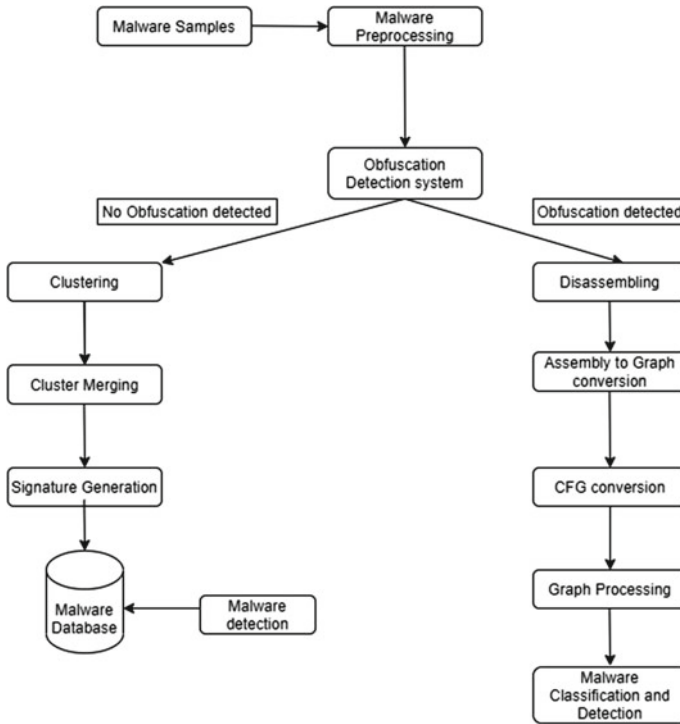 Malware Samples
Malware
Preprocessing
Obfuscation
Detection system
No Obfuscation detected
Obfuscation detected
Clustering
Disassembling
Cluster Merging
Assembly to Graph
conversion
Signature Generation
CFG conversion
Malware
Database
Malware
detection
Graph Processing
Malware
Classification and
Detection